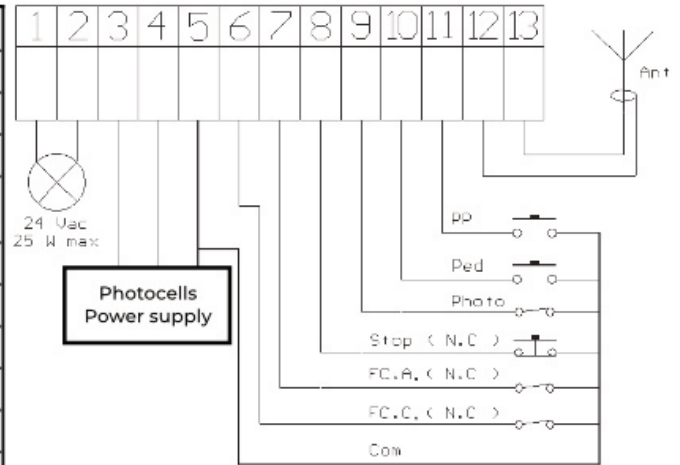 1 2 3 4 5 6 7 8 9 10 11 12 13
Ant
24 Vac
25 W max
Photocells
Power supply
PP
Ped
Photo
Stop ( N.C )
FC.A. ( N.C )
FC.C. ( N.C )
Com